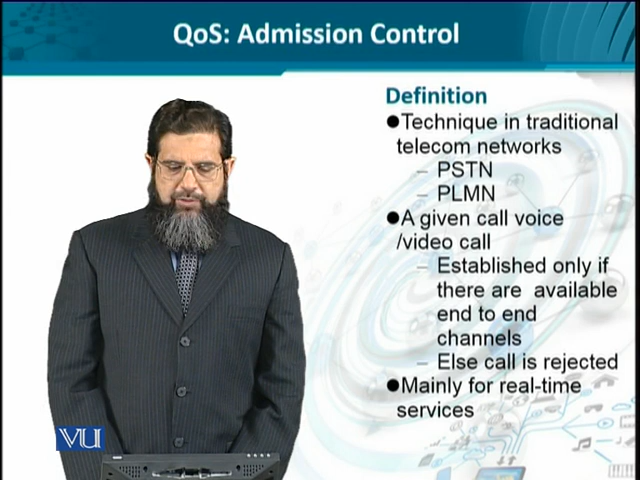 QoS: Admission Control
Definition
●Technique in traditional
telecom networks
– PSTN
– PLMN
●A given call voice
/video call
– Established only if
there are available
end to end
channels
– Else call is rejected
●Mainly for real-time
services
VU